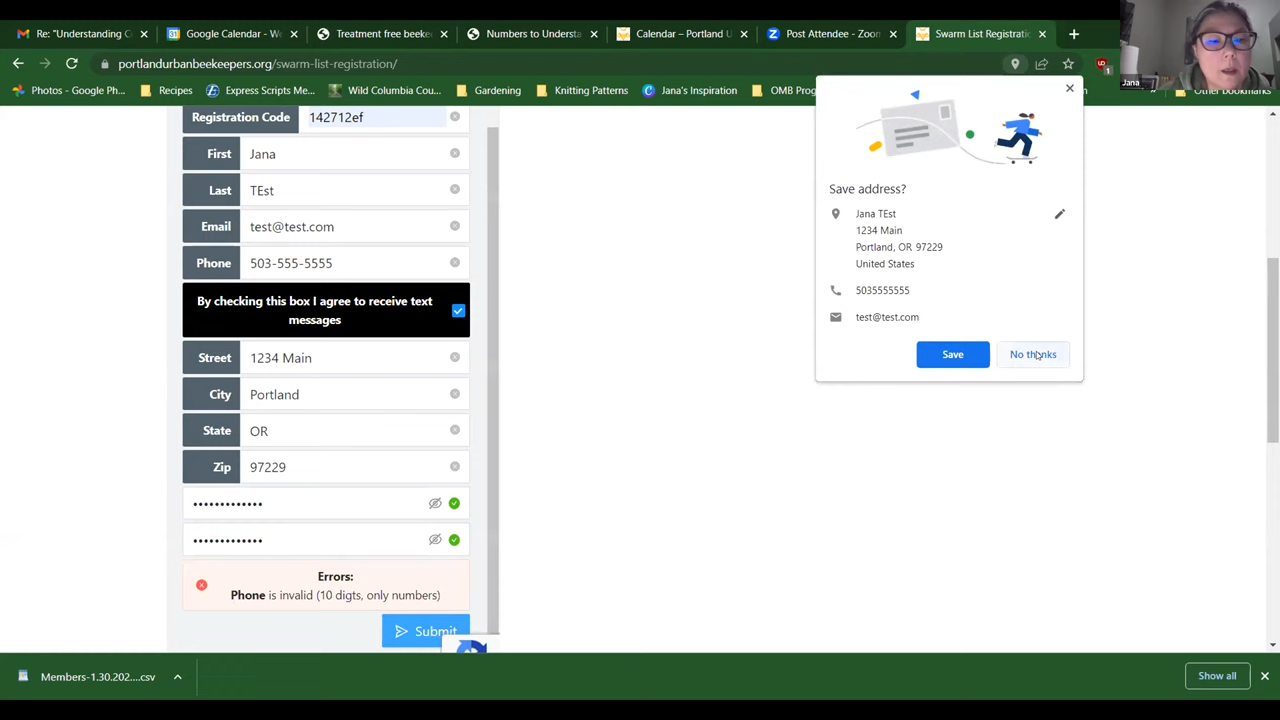 Re: "Understanding C
Google Calendar - We
Treatment free beeke
Numbers to Understa
Calendar – Portland U
Post Attendee - Zoon
Swarm List Registratio
portlandurbanbeekeepers.org/swarm-list-registration/
Photos - Google Ph...
Recipes
Express Scripts Me...
Wild Columbia Cou...
Gardening
Knitting Patterns
Jana's Inspiration
OMB Prog
Other bookmarks
Jana
Registration Code 142712ef
First Jana
Last TEst
Email test@test.com
Phone 503-555-5555
By checking this box I agree to receive text
messages
Street 1234 Main
City Portland
State OR
Zip 97229
Errors:
Phone is invalid (10 digits, only numbers)
Submit
Save address?
Jana TEst
1234 Main
Portland, OR 97229
United States
5035555555
test@test.com
Save
No thanks
Members-1.30.202....csv
Show all